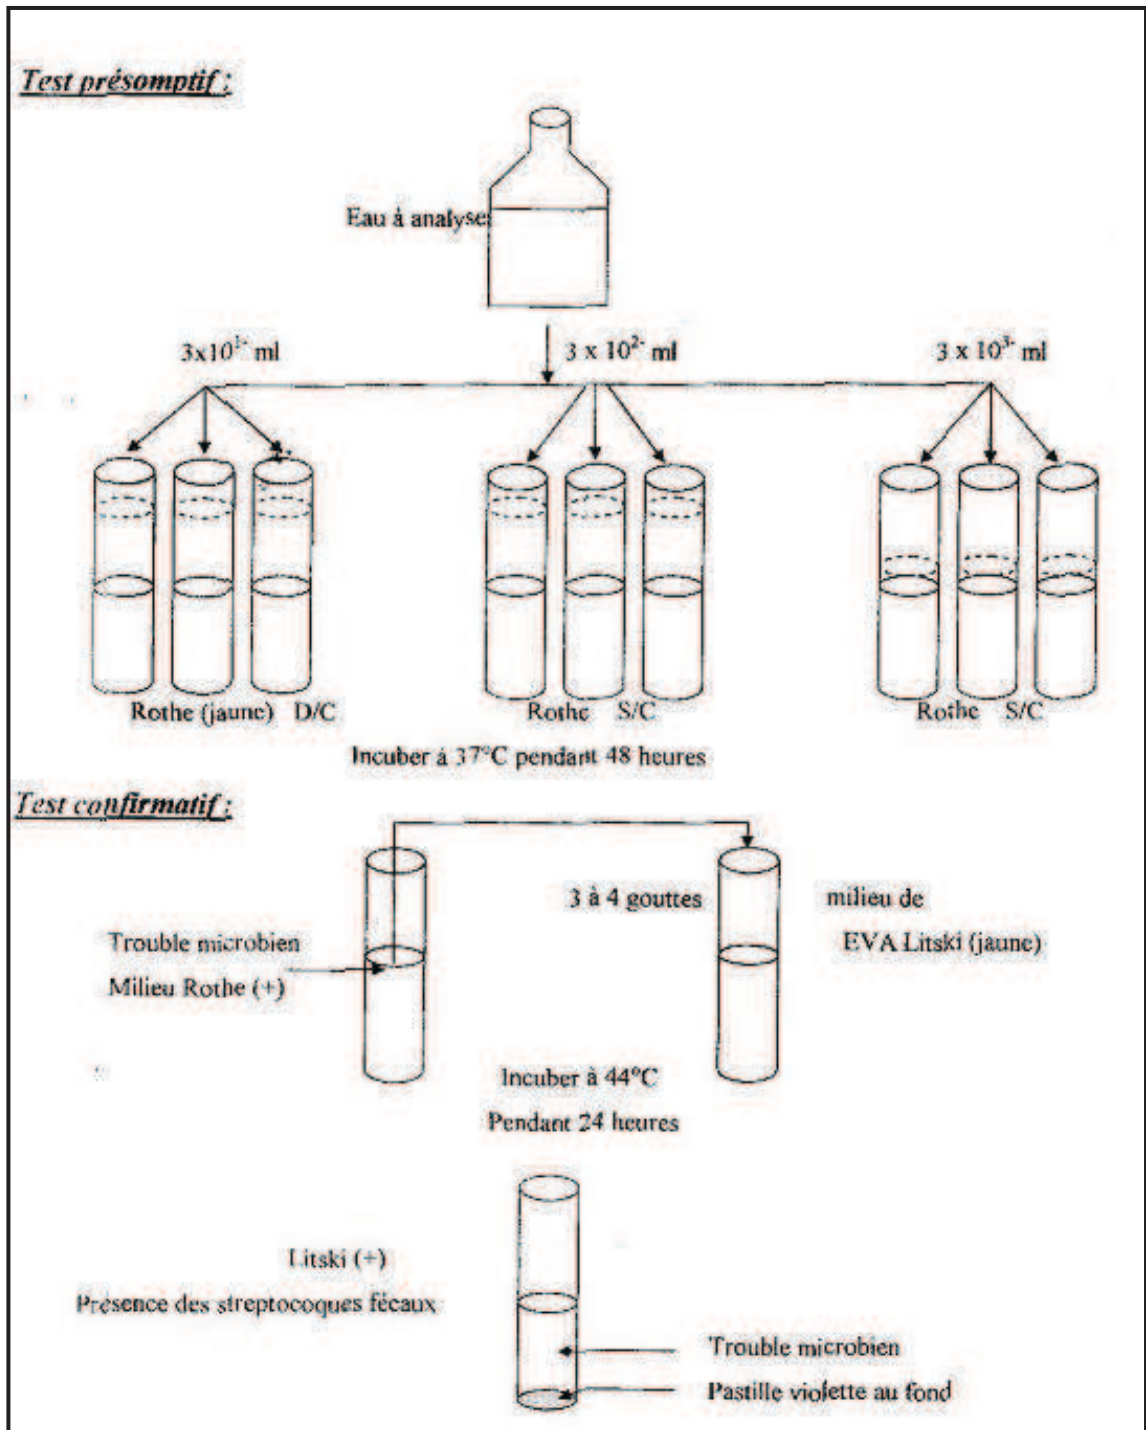 Test présomptif :
Eau à analyse
3x10¹⁻ ml
3 x 10²⁻ ml
3 x 10³⁻ ml
Rothe (jaune) D/C
Rothe S/C
Rothe S/C
Incuber à 37°C pendant 48 heures
Test confirmatif :
3 à 4 gouttes
milieu de
EVA Litski (jaune)
Trouble microbien
Milieu Rothe (+)
Incuber à 44°C
Pendant 24 heures
Litski (+)
Présence des streptocoques fécaux
Trouble microbien
Pastille violette au fond